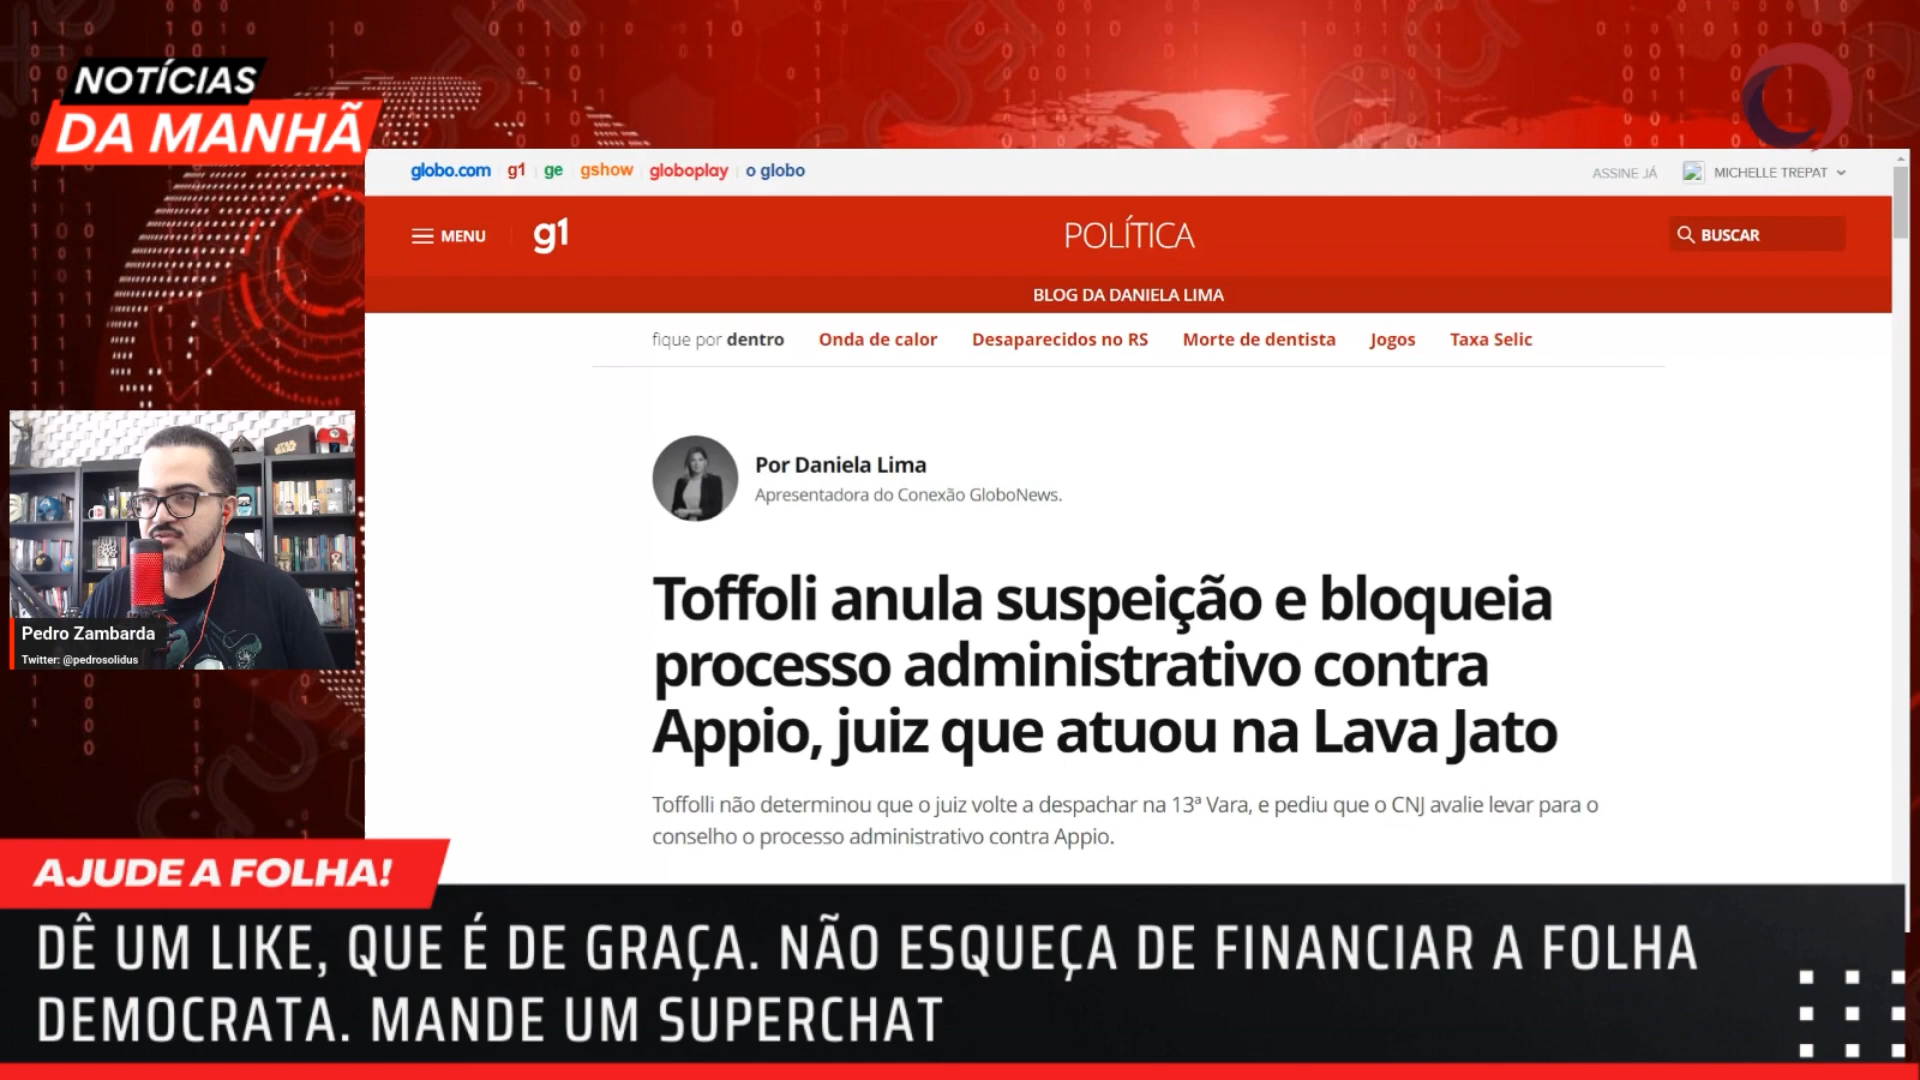 NOTÍCIAS
DA MANHÃ
globo.com g1 ge gshow globoplay o globo
ASSINE JÁ MICHELLE TREPAT
MENU g1 POLÍTICA BUSCAR
BLOG DA DANIELA LIMA
fique por dentro Onda de calor Desaparecidos no RS Morte de dentista Jogos Taxa Selic
Por Daniela Lima
Apresentadora do Conexão GloboNews.
Toffoli anula suspeição e bloqueia
processo administrativo contra
Appio, juiz que atuou na Lava Jato
Toffolli não determinou que o juiz volte a despachar na 13ª Vara, e pediu que o CNJ avalie levar para o
conselho o processo administrativo contra Appio.
Pedro Zambarda
Twitter: @pedrosolidus
AJUDE A FOLHA!
DÊ UM LIKE, QUE É DE GRAÇA. NÃO ESQUEÇA DE FINANCIAR A FOLHA
DEMOCRATA. MANDE UM SUPERCHAT